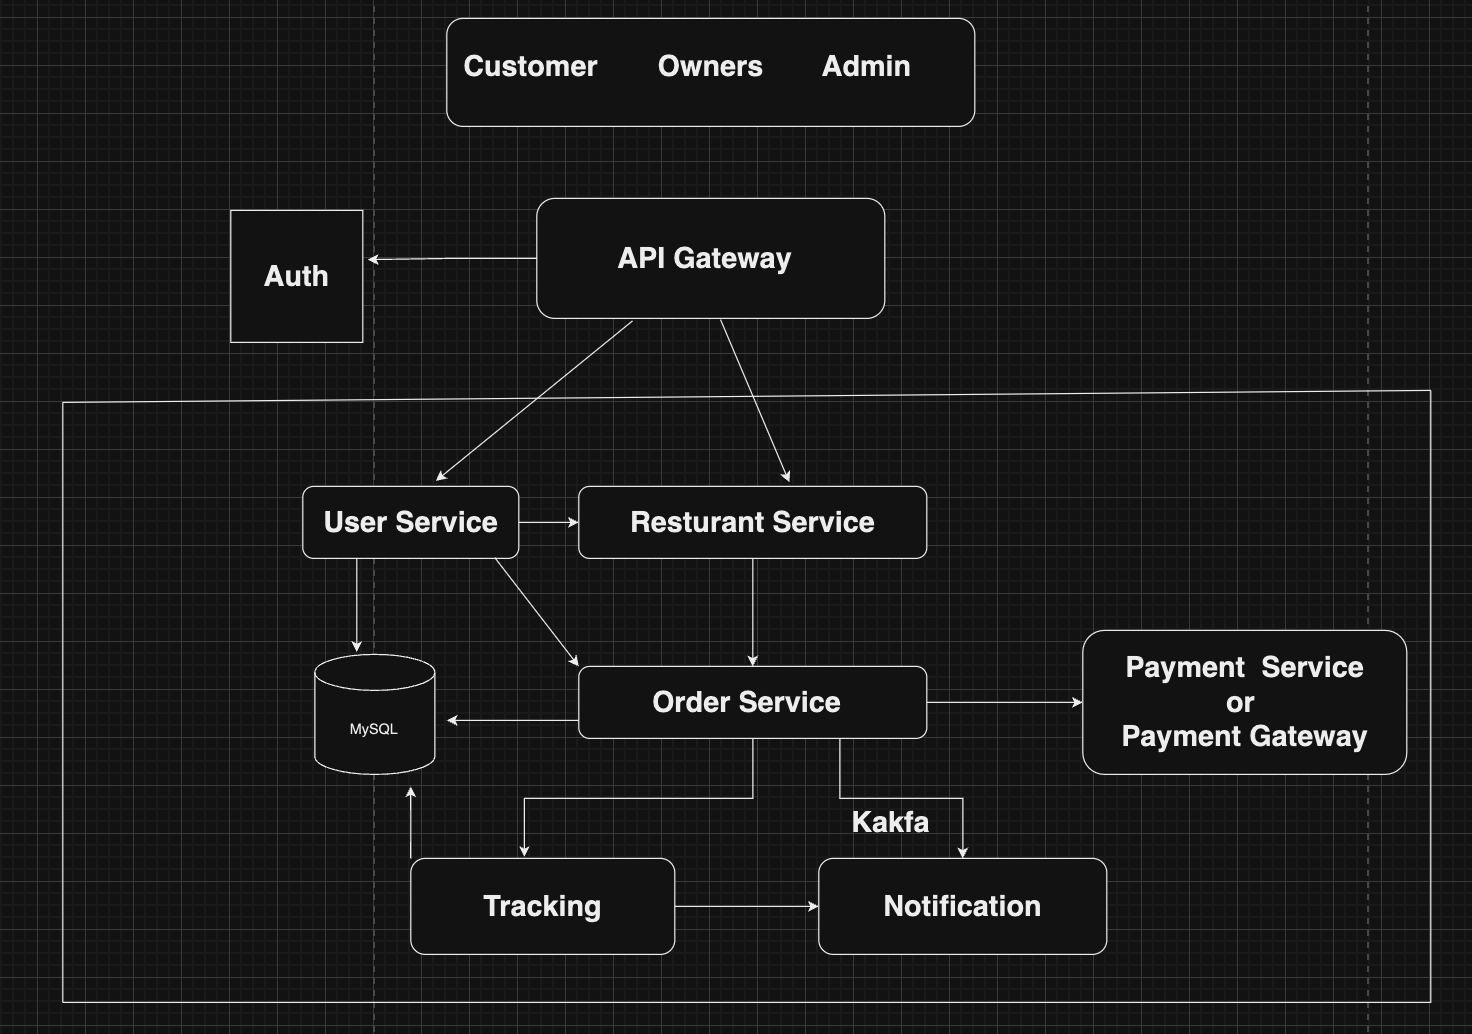 Customer Owners Admin
Auth
API Gateway
User Service
Resturant Service
MySQL
Order Service
Payment Service
or
Payment Gateway
Kakfa
Tracking
Notification